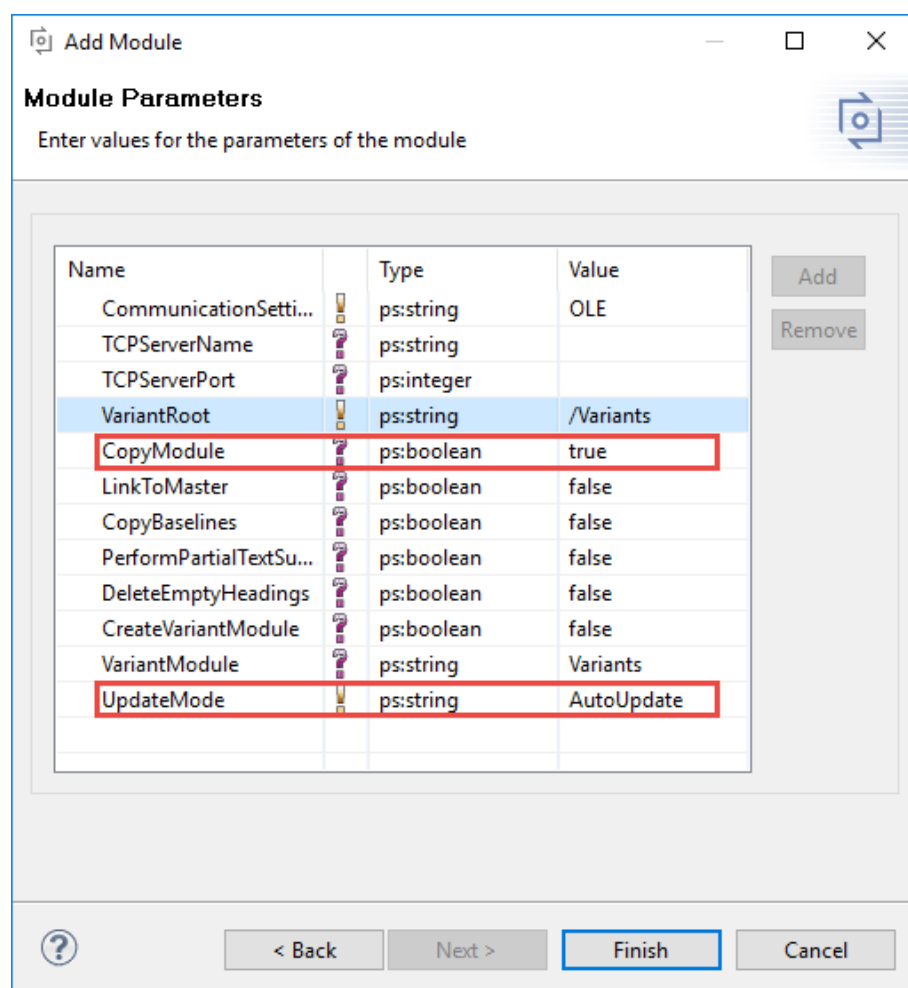 Add Module
Module Parameters
Enter values for the parameters of the module
Name Type Value
CommunicationSetti... ps:string OLE
TCPServerName ps:string
TCPServerPort ps:integer
VariantRoot ps:string /Variants
CopyModule ps:boolean true
LinkToMaster ps:boolean false
CopyBaselines ps:boolean false
PerformPartialTextSu... ps:boolean false
DeleteEmptyHeadings ps:boolean false
CreateVariantModule ps:boolean false
VariantModule ps:string Variants
UpdateMode ps:string AutoUpdate
Add
Remove
? < Back Next > Finish Cancel